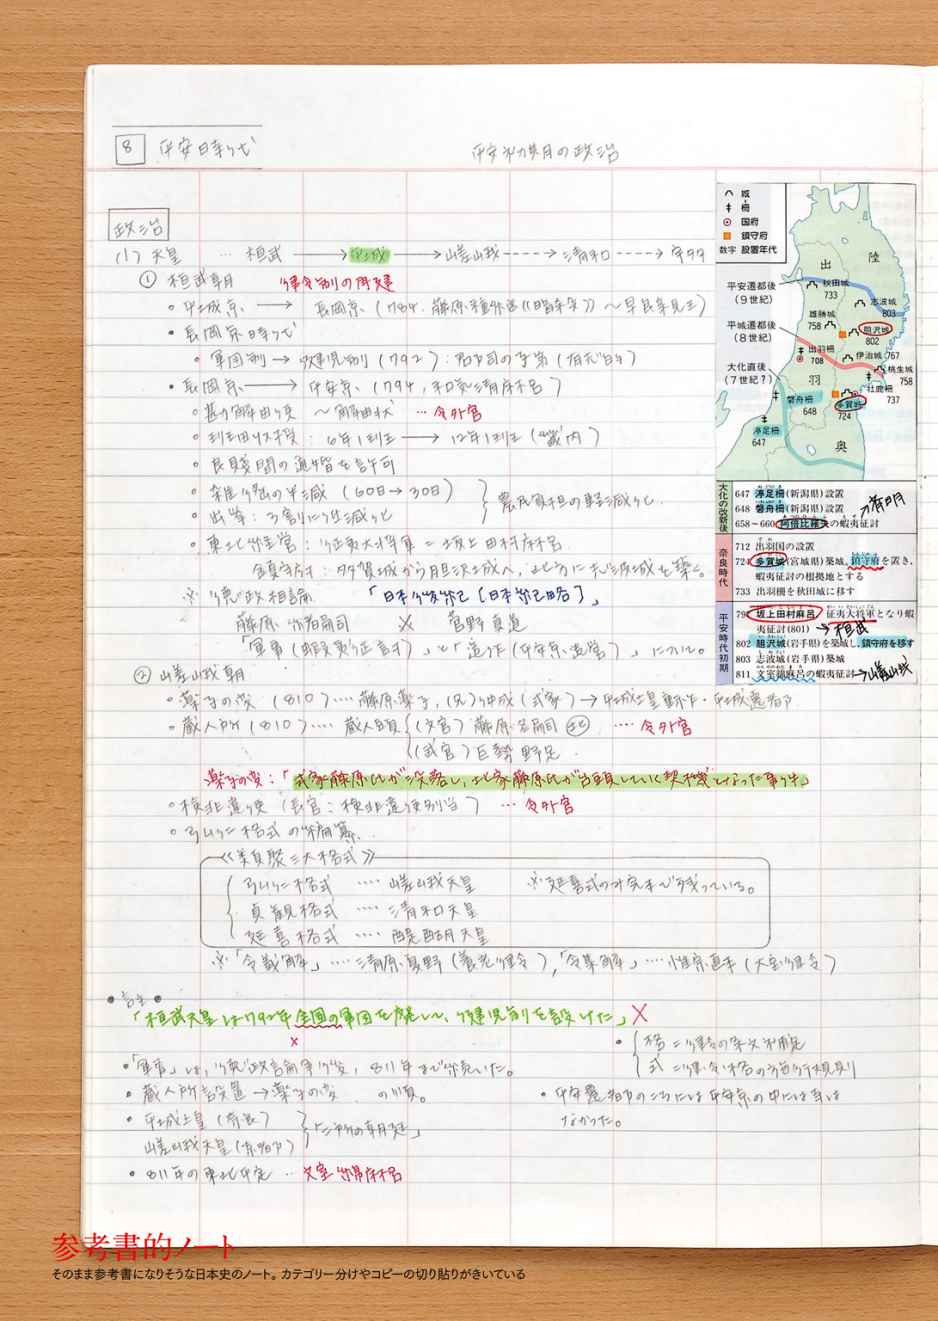 8 平安時代
平安初期の政治
政治
(1) 天皇 … 桓武 → 平城 → 嵯峨 ----> 清和 ----> 宇多
① 桓武朝 律令制の再建
・平城京 → 長岡京 (784, 藤原種継《暗殺》～早良親王)
・長岡京時代
・軍団制 → 健児制 (792) : 郡司の子弟 (有力百姓)
・長岡京 → 平安京 (794, 和気清麻呂)
・勘解由使 ～解由状 … 令外官
・班田収授 : 6年1班 → 12年1班 (畿内)
・良賤間の通婚を許可
・雑徭の半減 (60日→30日)
・出挙 : 3割に軽減化
農民負担の軽減化
・東北経営 : 征夷大将軍 = 坂上田村麻呂
鎮守府 : 多賀城から胆沢城へ, 北方に志波城を築く。
※ 徳政相論 「日本後紀[日本紀略]」
藤原緒嗣 × 菅野真道
「軍事(蝦夷征討)」と「造作(平安京造営)」について。
② 嵯峨朝
・薬子の変 (810) …… 藤原薬子, (兄)仲成 (式家) → 平城上皇重祚・平城遷都
・蔵人所 (810) …… 蔵人頭 (文官) 藤原冬嗣 北 …… 令外官
(武官) 巨勢野足
薬子の変 : 「式家藤原氏が没落し, 北家藤原氏が台頭していく契機となった事件」
・検非違使 (長官 : 検非違使別当) … 令外官
・弘仁格式の編纂
《類聚三大格式》
弘仁格式 …… 嵯峨天皇 ※延喜式のみ完本で残っている。
貞観格式 …… 清和天皇
延喜格式 …… 醍醐天皇
※「令義解」 …… 清原夏野 (養老律令), 「令集解」 …… 惟宗直本 (大宝律令)
「桓武天皇は792年全国の軍団を廃して, 健児制を設けた」 ×
×
・格 = 律令の条文補足
式 = 律令・格の施行規則
・「軍事」は, 徳政論争後, 811年まで続いた。
・蔵人所設置 → 薬子の変 の順。
・平安遷都のころには平安京の中には寺はなかった。
・平城上皇 (奈良)
嵯峨天皇 (京都)
「二所の朝廷」
・811年の東北平定 … 文室綿麻呂
城
柵
国府
鎮守府
数字 設置年代
出
陸
羽
奥
平安遷都後
(9世紀)
平城遷都後
(8世紀)
大化直後
(7世紀?)
秋田城
733
志波城
803
雄勝城
758
胆沢城
802
出羽柵
708
伊治城 767
桃生城
758
牡鹿柵
737
磐舟柵
648
多賀城
724
渟足柵
647
大化の改新後
647 渟足柵(新潟県)設置
648 磐舟柵(新潟県)設置
658～660 阿倍比羅夫の蝦夷征討
→斉明
奈良時代
712 出羽国の設置
724 多賀城(宮城県)築城,鎮守府を置き,
蝦夷征討の根拠地とする
733 出羽柵を秋田城に移す
平安時代初期
797 坂上田村麻呂 征夷大将軍となり蝦
夷征討(801) →桓武
802 胆沢城(岩手県)を築城し,鎮守府を移す
803 志波城(岩手県)築城
811 文室綿麻呂の蝦夷征討 →嵯峨
参考書的ノート
そのまま参考書になりそうな日本史のノート。カテゴリー分けやコピーの切り貼りがきいている